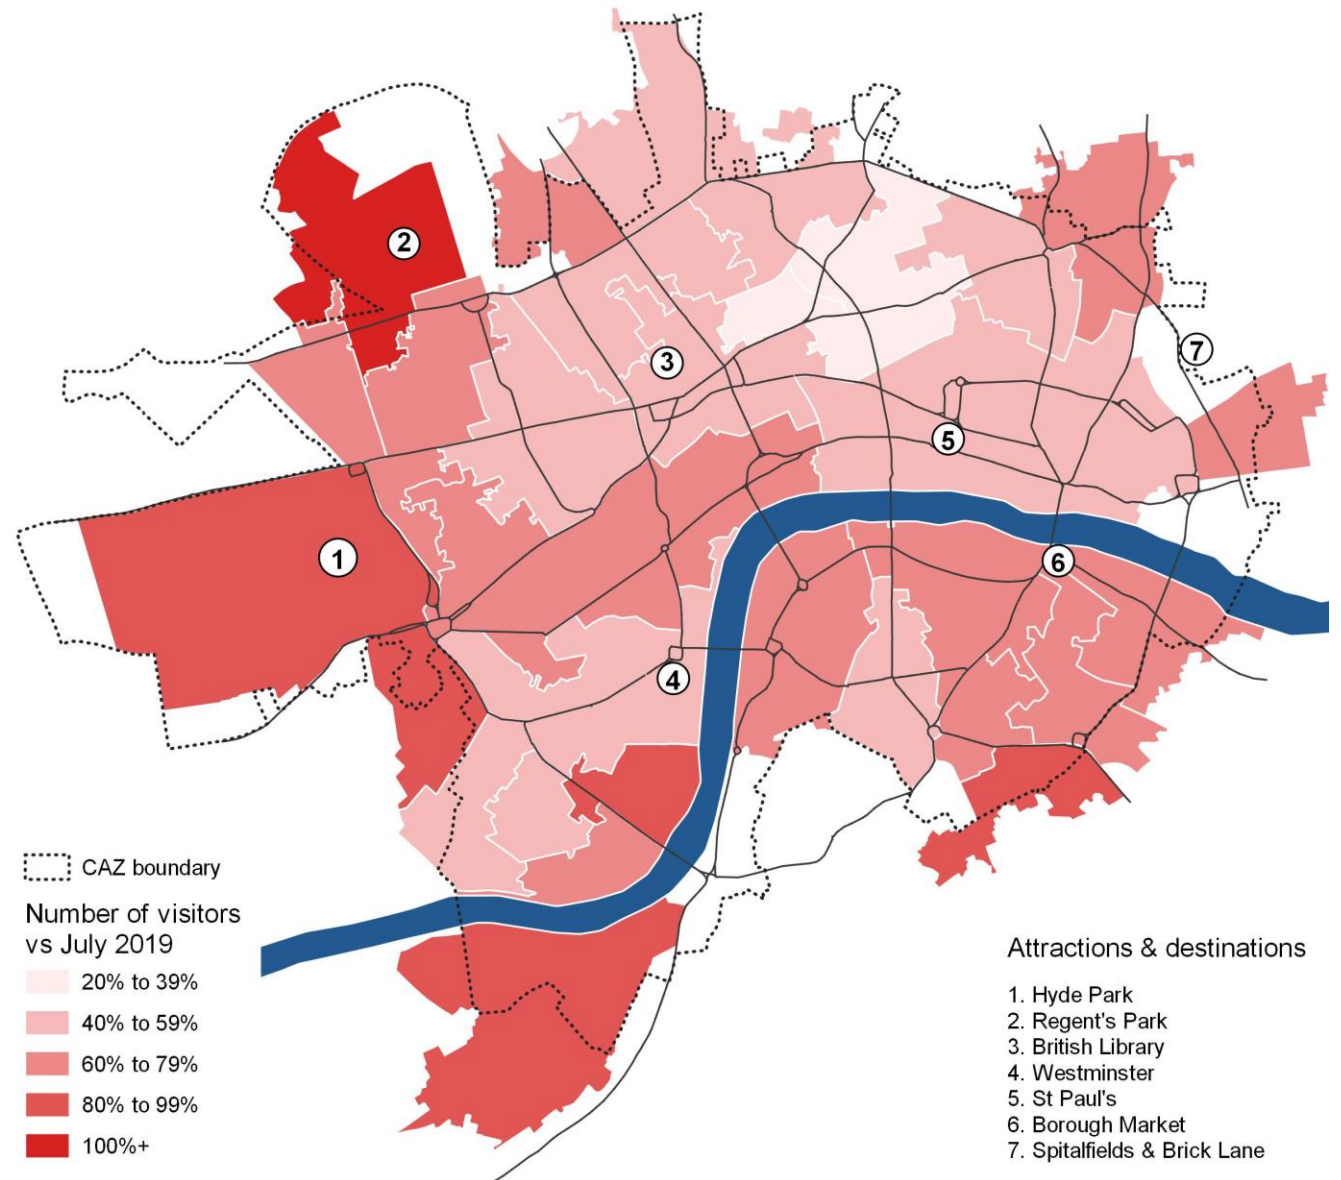 2
3
7
5
1
6
4
CAZ boundary
Number of visitors
vs July 2019
20% to 39%
40% to 59%
60% to 79%
80% to 99%
100%+
Attractions & destinations
1. Hyde Park
2. Regent's Park
3. British Library
4. Westminster
5. St Paul's
6. Borough Market
7. Spitalfields & Brick Lane